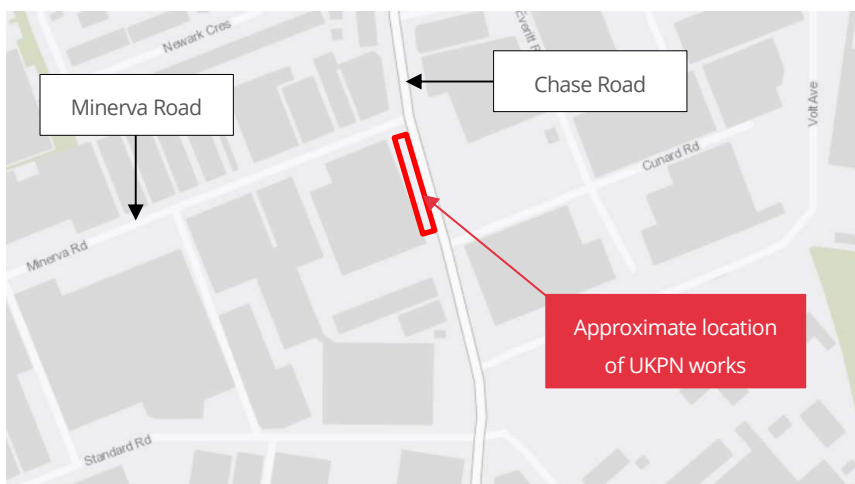 Newark Cres
Everitt R
Chase Road
Minerva Road
Volt Ave
Cunard Rd
Minerva Rd
Approximate location
of UKPN works
Standard Rd